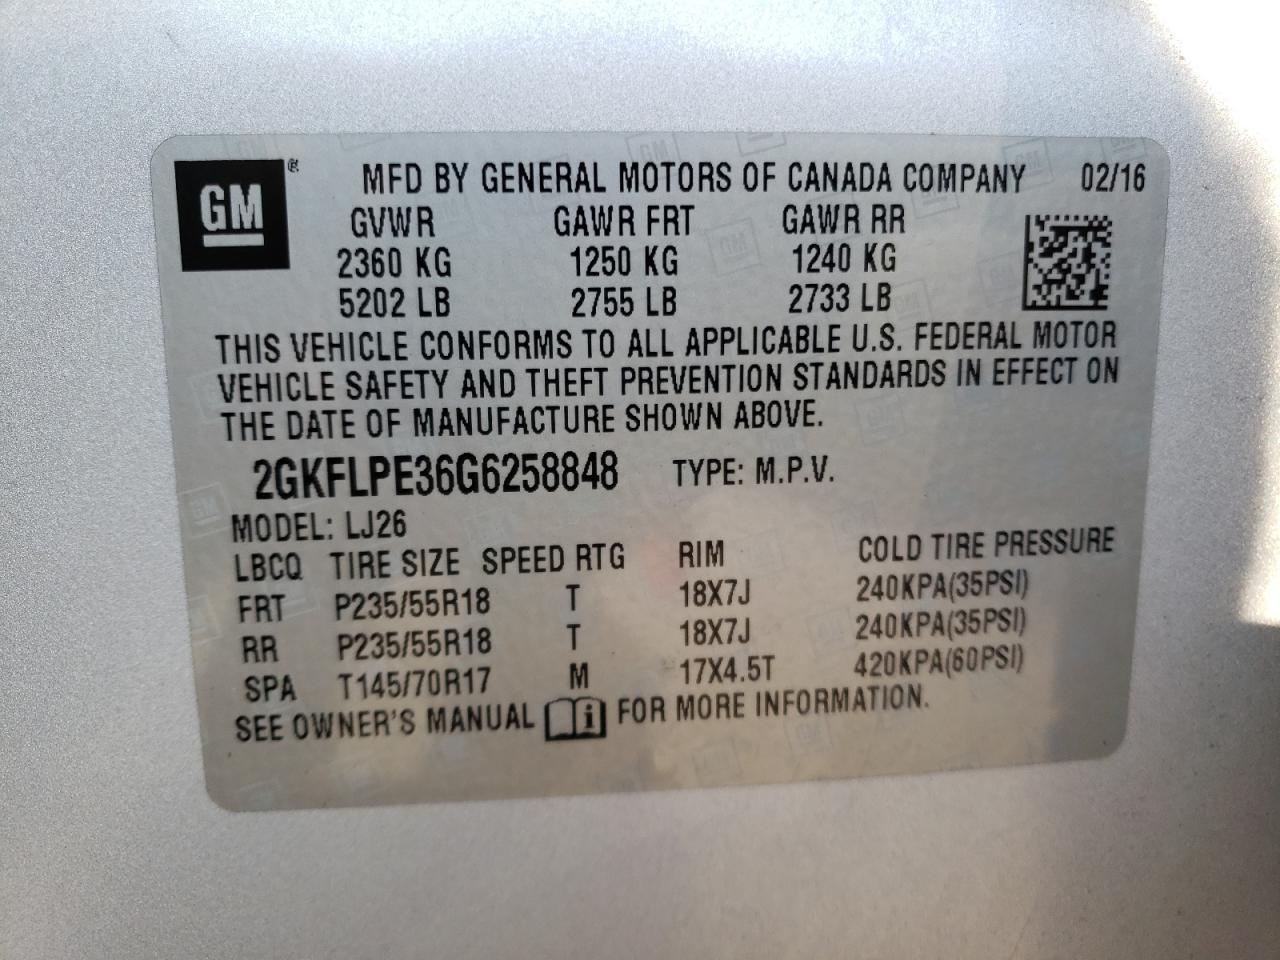 GM ® MFD BY GENERAL MOTORS OF CANADA COMPANY 02/16
GVWR GAWR FRT GAWR RR
2360 KG 1250 KG 1240 KG
5202 LB 2755 LB 2733 LB
THIS VEHICLE CONFORMS TO ALL APPLICABLE U.S. FEDERAL MOTOR
VEHICLE SAFETY AND THEFT PREVENTION STANDARDS IN EFFECT ON
THE DATE OF MANUFACTURE SHOWN ABOVE.
2GKFLPE36G6258848 TYPE: M.P.V.
MODEL: LJ26
LBCQ TIRE SIZE SPEED RTG RIM COLD TIRE PRESSURE
FRT P235/55R18 T 18X7J 240KPA(35PSI)
RR P235/55R18 T 18X7J 240KPA(35PSI)
SPA T145/70R17 M 17X4.5T 420KPA(60PSI)
SEE OWNER'S MANUAL i FOR MORE INFORMATION.